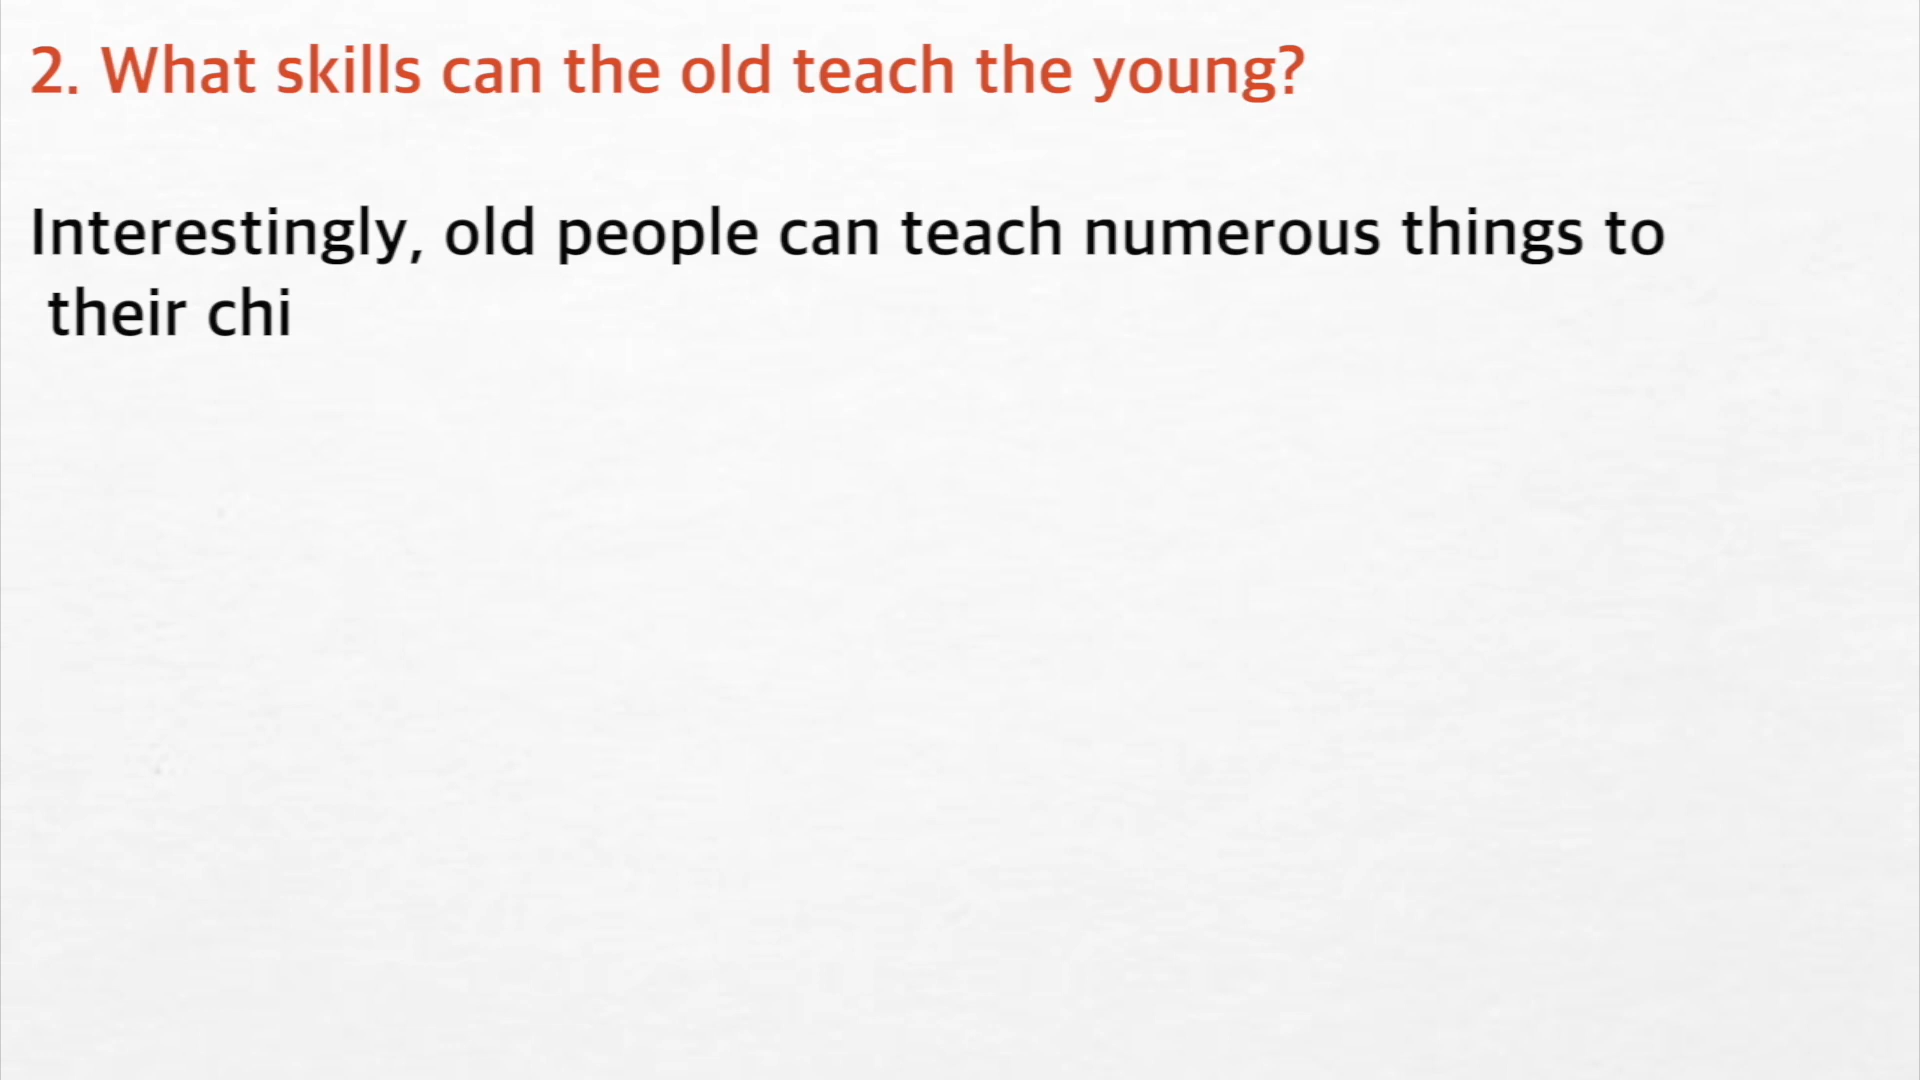 2. What skills can the old teach the young?
Interestingly, old people can teach numerous things to
their chi